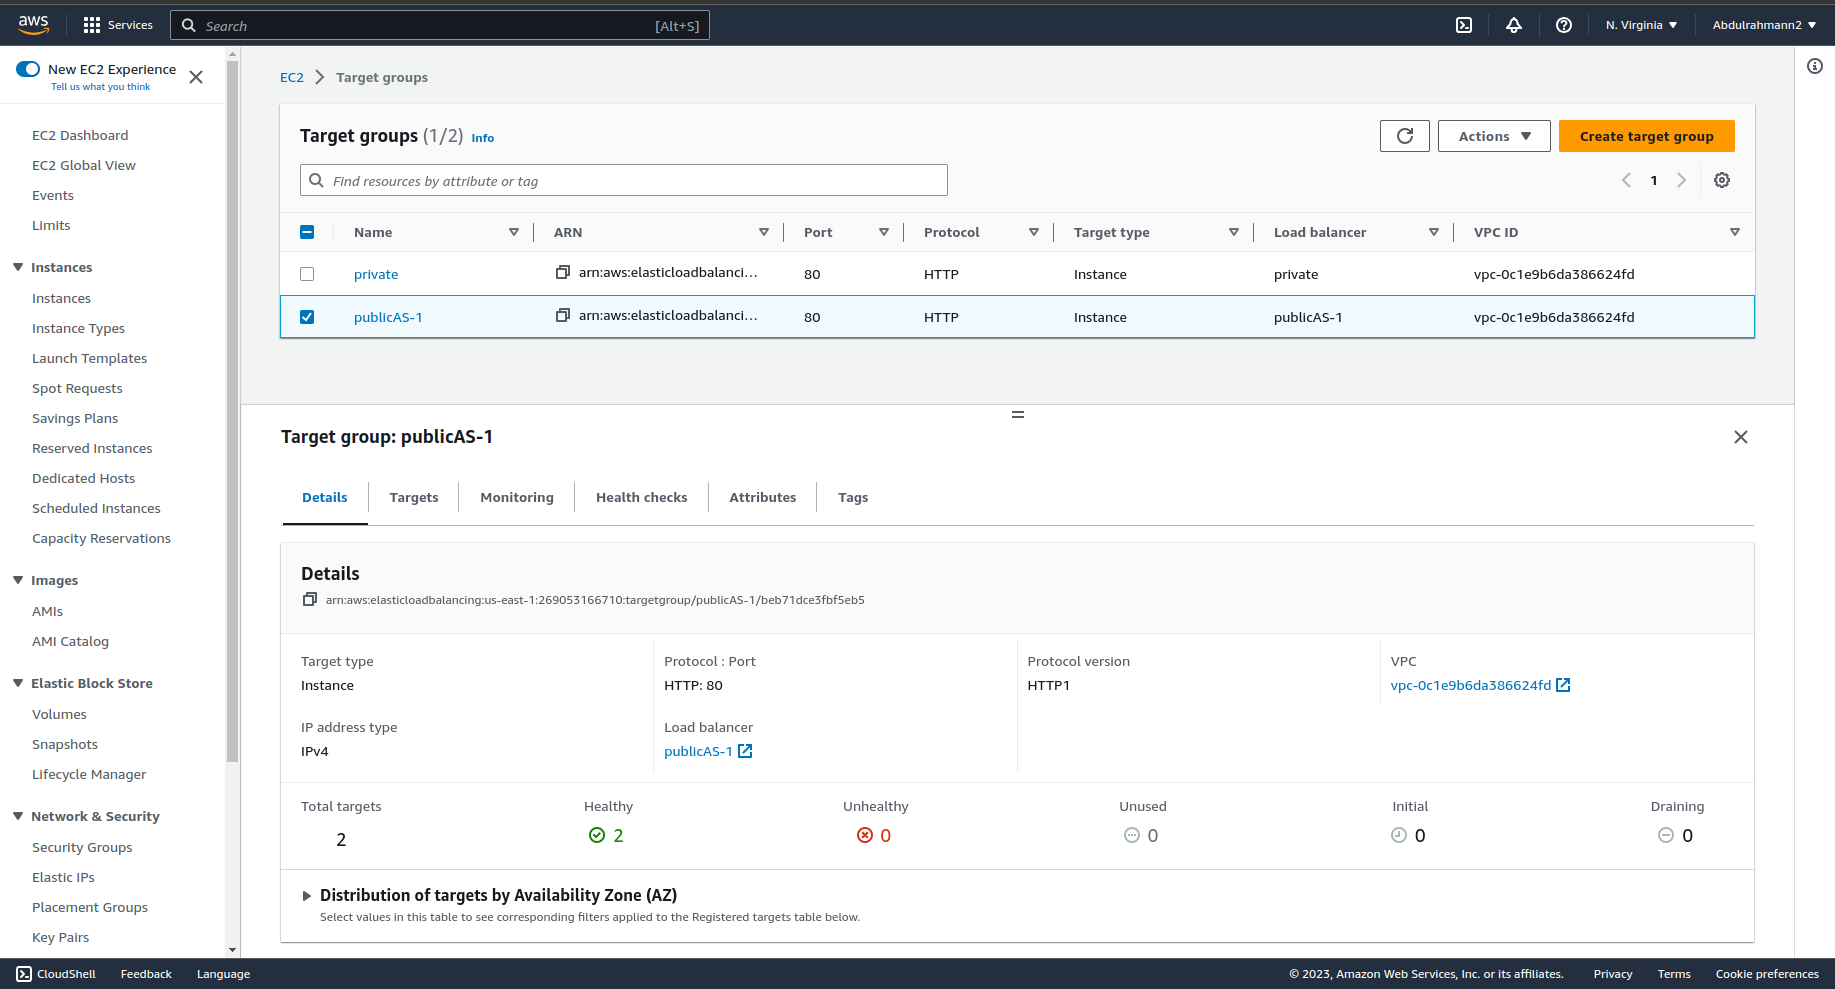 aws
Services
Search
[Alt+S]
N. Virginia
Abdulrahmann2
New EC2 Experience
Tell us what you think
EC2 Dashboard
EC2 Global View
Events
Limits
Instances
Instances
Instance Types
Launch Templates
Spot Requests
Savings Plans
Reserved Instances
Dedicated Hosts
Scheduled Instances
Capacity Reservations
Images
AMIs
AMI Catalog
Elastic Block Store
Volumes
Snapshots
Lifecycle Manager
Network & Security
Security Groups
Elastic IPs
Placement Groups
Key Pairs
EC2 Target groups
Target groups (1/2) Info
Actions
Create target group
Find resources by attribute or tag
1
Name ARN Port Protocol Target type Load balancer VPC ID
private arn:aws:elasticloadbalanci... 80 HTTP Instance private vpc-0c1e9b6da386624fd
publicAS-1 arn:aws:elasticloadbalanci... 80 HTTP Instance publicAS-1 vpc-0c1e9b6da386624fd
Target group: publicAS-1
Details Targets Monitoring Health checks Attributes Tags
Details
arn:aws:elasticloadbalancing:us-east-1:269053166710:targetgroup/publicAS-1/beb71dce3fbf5eb5
Target type
Instance
Protocol : Port
HTTP: 80
Protocol version
HTTP1
VPC
vpc-0c1e9b6da386624fd
IP address type
IPv4
Load balancer
publicAS-1
Total targets
2
Healthy
2
Unhealthy
0
Unused
0
Initial
0
Draining
0
Distribution of targets by Availability Zone (AZ)
Select values in this table to see corresponding filters applied to the Registered targets table below.
CloudShell Feedback Language
© 2023, Amazon Web Services, Inc. or its affiliates. Privacy Terms Cookie preferences